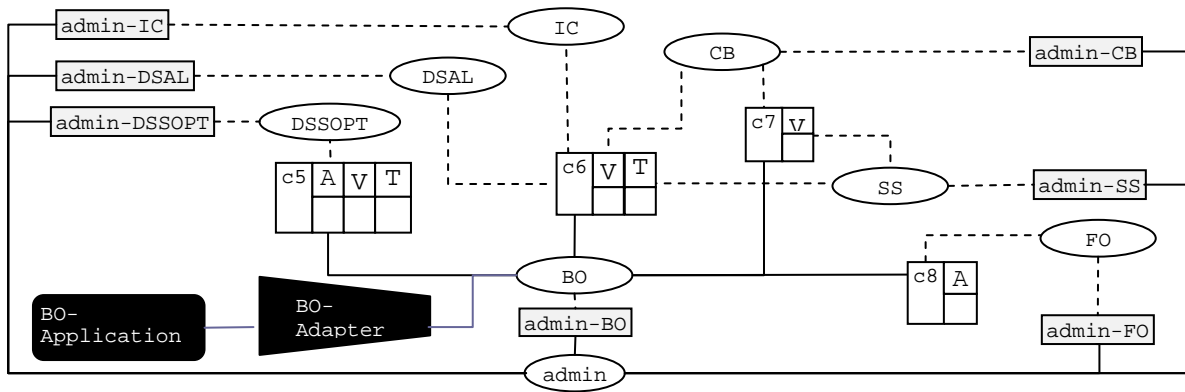 admin-IC
IC
CB
admin-CB
admin-DSAL
DSAL
admin-DSSOPT
DSSOPT
c7 V
c5 A V T
c6 V T
SS
admin-SS
FO
BO
c8 A
BO-
Application
BO-
Adapter
admin-BO
admin-FO
admin